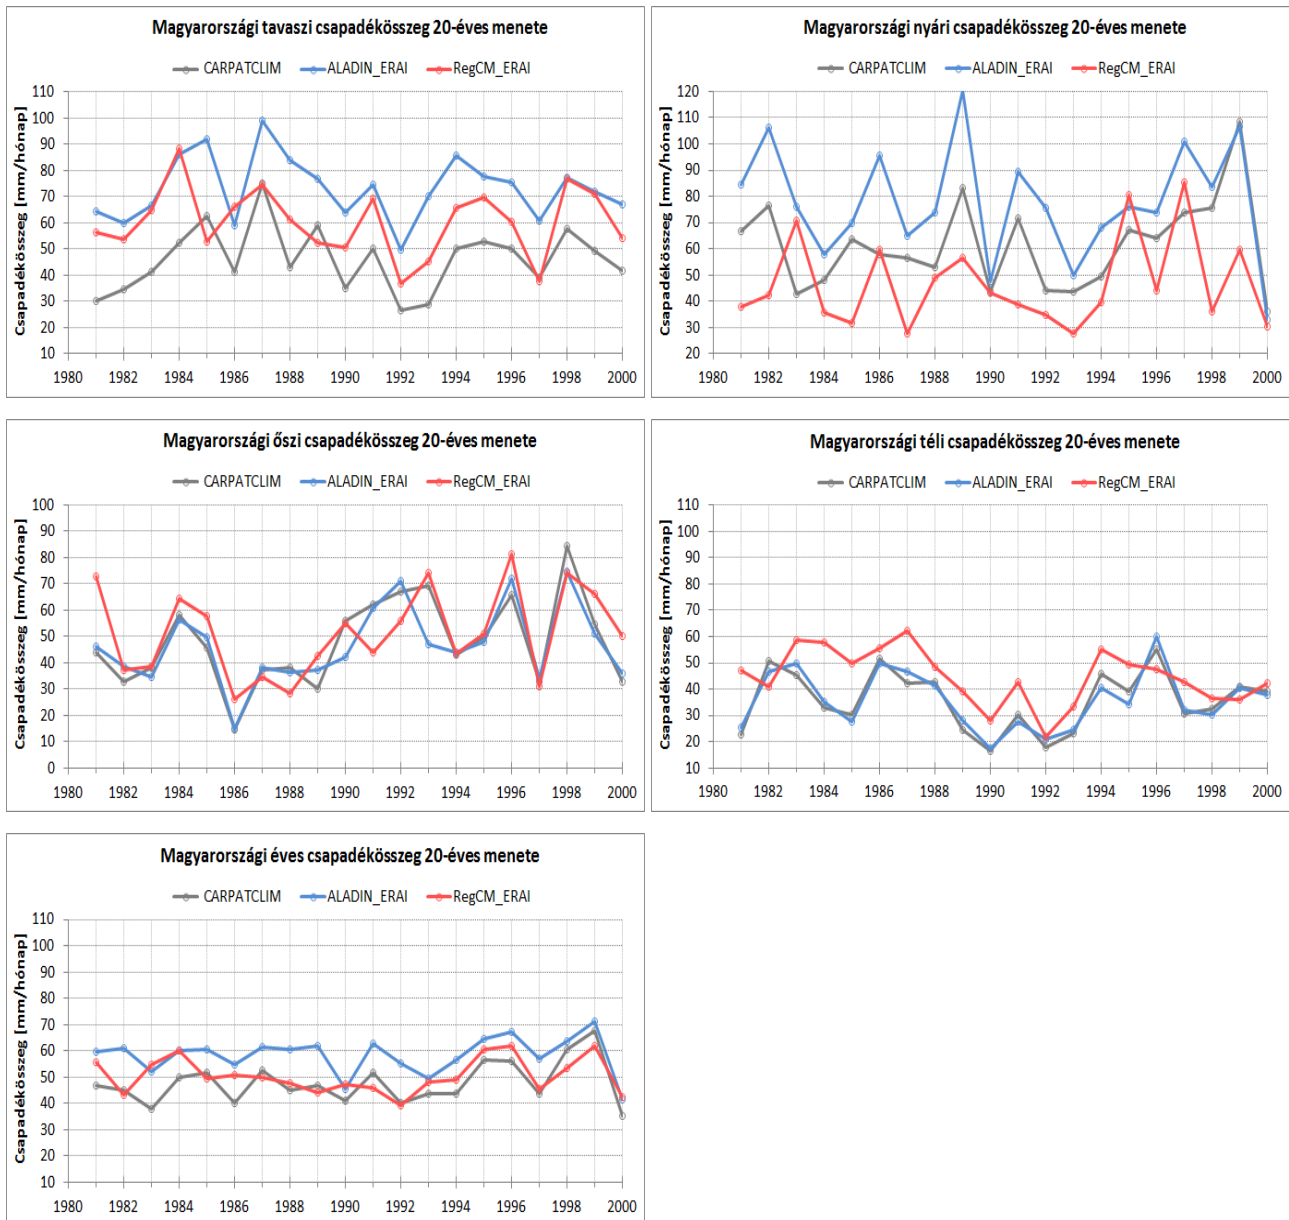 Magyarországi tavaszi csapadékösszeg 20-éves menete
CARPATCLIM ALADIN_ERAI RegCM_ERAI
Csapadékösszeg [mm/hónap]
110
100
90
80
70
60
50
40
30
20
10
1980 1982 1984 1986 1988 1990 1992 1994 1996 1998 2000
Magyarországi nyári csapadékösszeg 20-éves menete
CARPATCLIM ALADIN_ERAI RegCM_ERAI
Csapadékösszeg [mm/hónap]
120
110
100
90
80
70
60
50
40
30
20
1980 1982 1984 1986 1988 1990 1992 1994 1996 1998 2000
Magyarországi őszi csapadékösszeg 20-éves menete
CARPATCLIM ALADIN_ERAI RegCM_ERAI
Csapadékösszeg [mm/hónap]
100
90
80
70
60
50
40
30
20
10
0
1980 1982 1984 1986 1988 1990 1992 1994 1996 1998 2000
Magyarországi téli csapadékösszeg 20-éves menete
CARPATCLIM ALADIN_ERAI RegCM_ERAI
Csapadékösszeg [mm/hónap]
110
100
90
80
70
60
50
40
30
20
10
1980 1982 1984 1986 1988 1990 1992 1994 1996 1998 2000
Magyarországi éves csapadékösszeg 20-éves menete
CARPATCLIM ALADIN_ERAI RegCM_ERAI
Csapadékösszeg [mm/hónap]
110
100
90
80
70
60
50
40
30
20
10
1980 1982 1984 1986 1988 1990 1992 1994 1996 1998 2000